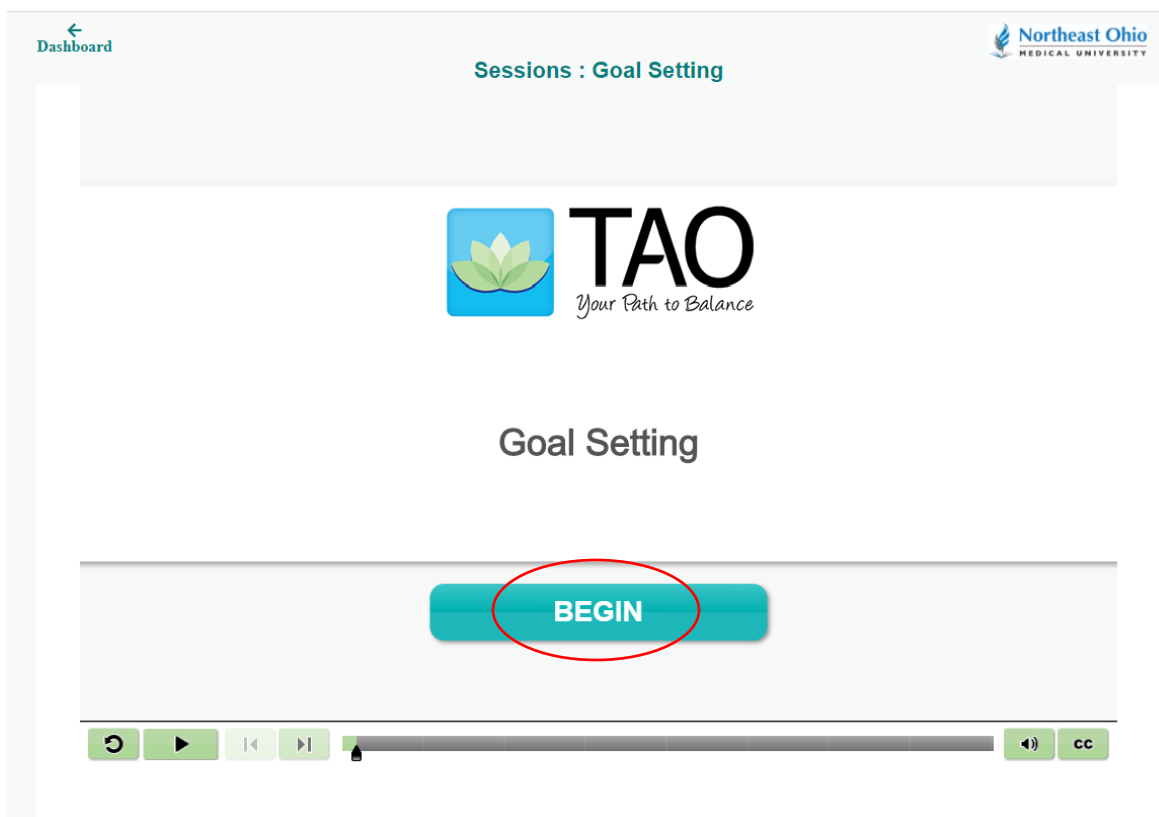 Dashboard
Northeast Ohio
MEDICAL UNIVERSITY
Sessions : Goal Setting
TAO
Your Path to Balance
Goal Setting
BEGIN
CC